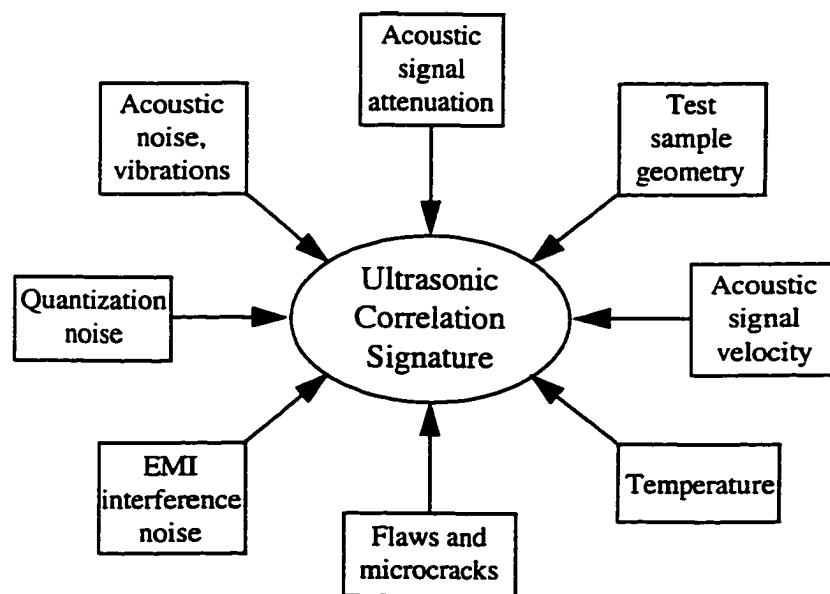 Acoustic
signal
attenuation
Acoustic
noise,
vibrations
Test
sample
geometry
Quantization
noise
Ultrasonic
Correlation
Signature
Acoustic
signal
velocity
EMI
interference
noise
Flaws and
microcracks
Temperature